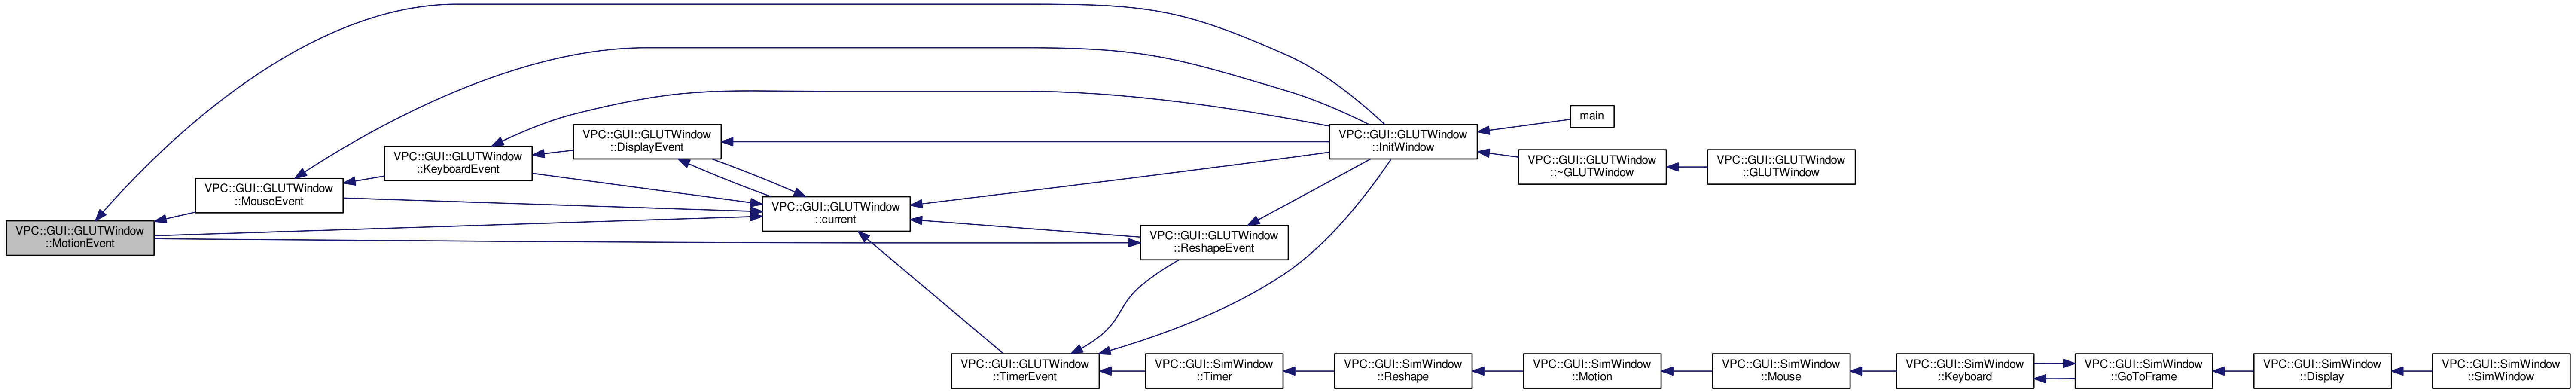 main
VPC::GUI::GLUTWindow
::DisplayEvent
VPC::GUI::GLUTWindow
::InitWindow
VPC::GUI::GLUTWindow
::KeyboardEvent
VPC::GUI::GLUTWindow
::~GLUTWindow
VPC::GUI::GLUTWindow
::GLUTWindow
VPC::GUI::GLUTWindow
::MouseEvent
VPC::GUI::GLUTWindow
::current
VPC::GUI::GLUTWindow
::MotionEvent
VPC::GUI::GLUTWindow
::ReshapeEvent
VPC::GUI::GLUTWindow
::TimerEvent
VPC::GUI::SimWindow
::Timer
VPC::GUI::SimWindow
::Reshape
VPC::GUI::SimWindow
::Motion
VPC::GUI::SimWindow
::Mouse
VPC::GUI::SimWindow
::Keyboard
VPC::GUI::SimWindow
::GoToFrame
VPC::GUI::SimWindow
::Display
VPC::GUI::SimWindow
::SimWindow